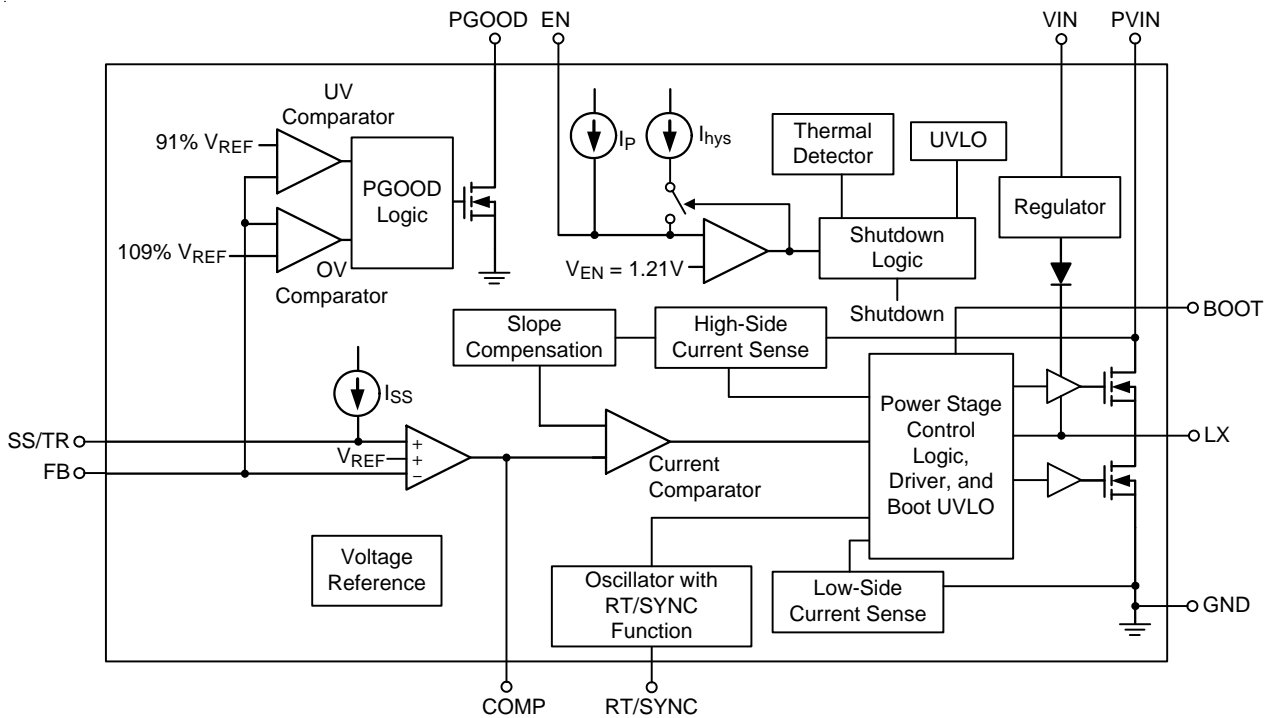 PGOOD EN VIN PVIN
UV
Comparator
91% VREF
PGOOD
Logic
109% VREF
OV
Comparator
IP
Ihys
Thermal
Detector
UVLO
Regulator
VEN = 1.21V
Shutdown
Logic
Shutdown
BOOT
Slope
Compensation
High-Side
Current Sense
ISS
Power Stage
Control
Logic,
Driver, and
Boot UVLO
SS/TR
+
VREF
+
−
FB
Current
Comparator
LX
Voltage
Reference
Oscillator with
RT/SYNC
Function
Low-Side
Current Sense
GND
COMP RT/SYNC